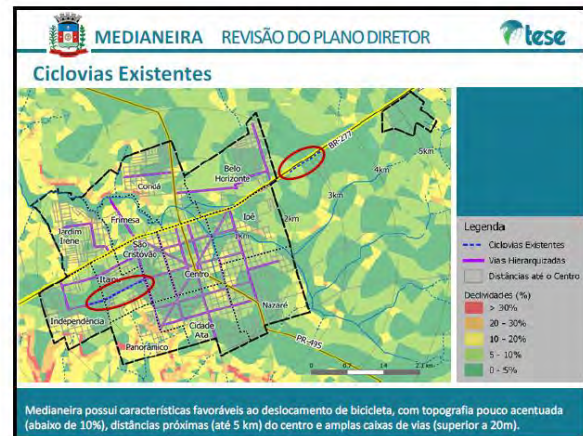 MEDIANEIRA REVISÃO DO PLANO DIRETOR
tese
Ciclovias Existentes
BR-277
5km
4km
3km
2km
Belo
Horizonte
Condá
Frimesa
Jardim
Irene
São
Cristovão
Ipê
Itaipu
Centro
Independência
Nazaré
Cidade
Alta
Panorâmico
PR-495
Legenda
Ciclovias Existentes
Vias Hierarquizadas
Distâncias até o Centro
Declividades (%)
> 30%
20 - 30%
10 - 20%
5 - 10%
0 - 5%
Medianeira possui características favoráveis ao deslocamento de bicicleta, com topografia pouco acentuada
(abaixo de 10%), distâncias próximas (até 5 km) do centro e amplas caixas de vias (superior a 20m).